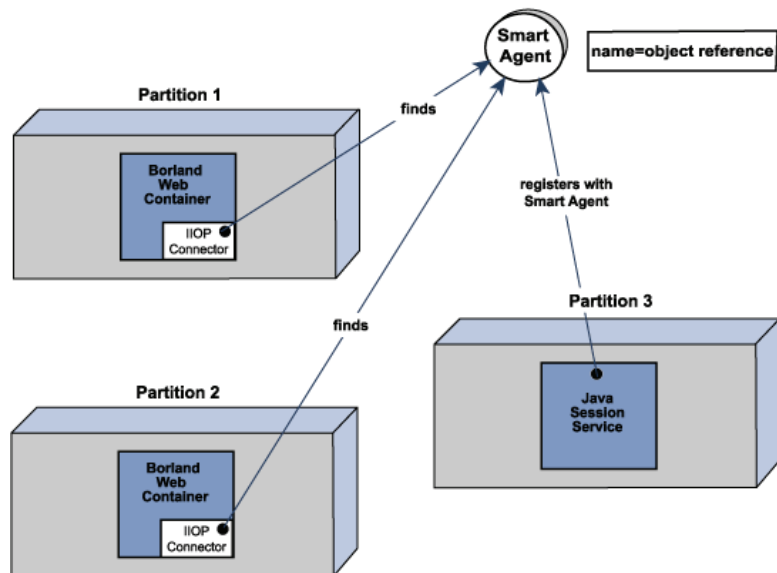 Smart
Agent
name=object reference
Partition 1
finds
Borland
Web
Container
IIOP
Connector
registers with
Smart Agent
Partition 3
finds
Java
Session
Service
Partition 2
Borland
Web
Container
IIOP
Connector